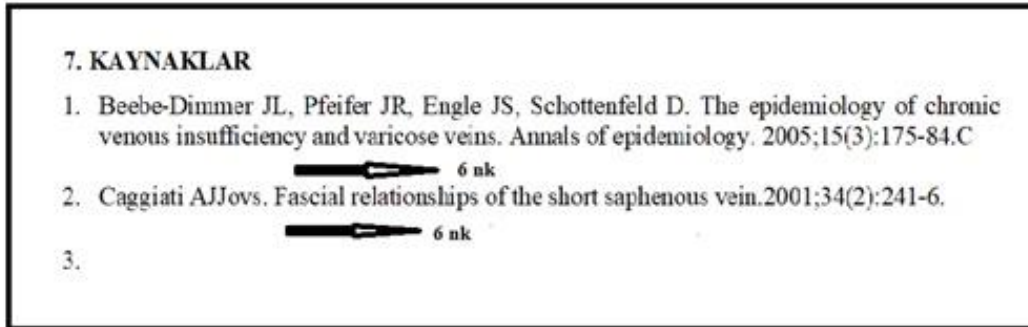 7. KAYNAKLAR
1. Beebe-Dimmer JL, Pfeifer JR, Engle JS, Schottenfeld D. The epidemiology of chronic
venous insufficiency and varicose veins. Annals of epidemiology. 2005;15(3):175-84.C
6 nk
2. Caggiati AJJovs. Fascial relationships of the short saphenous vein.2001;34(2):241-6.
6 nk
3.